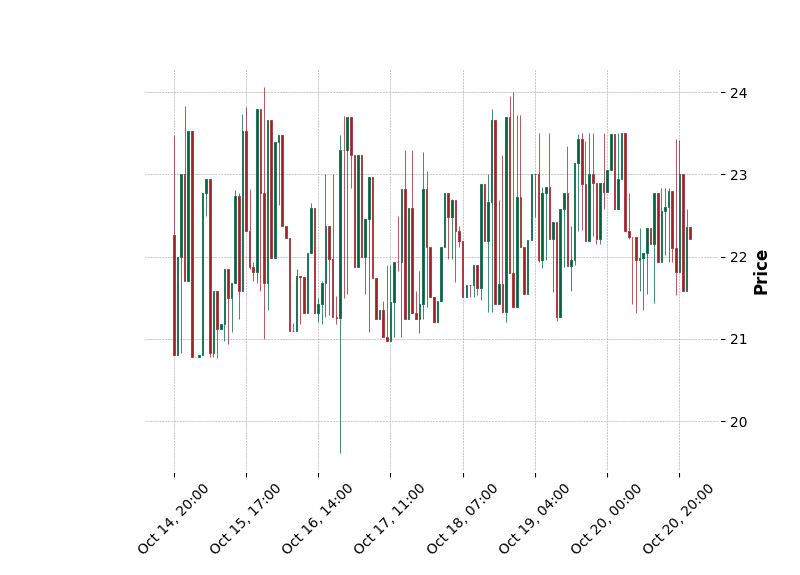 24
23
22
21
20
Price
Oct 14, 20:00
Oct 15, 17:00
Oct 16, 14:00
Oct 17, 11:00
Oct 18, 07:00
Oct 19, 04:00
Oct 20, 00:00
Oct 20, 20:00